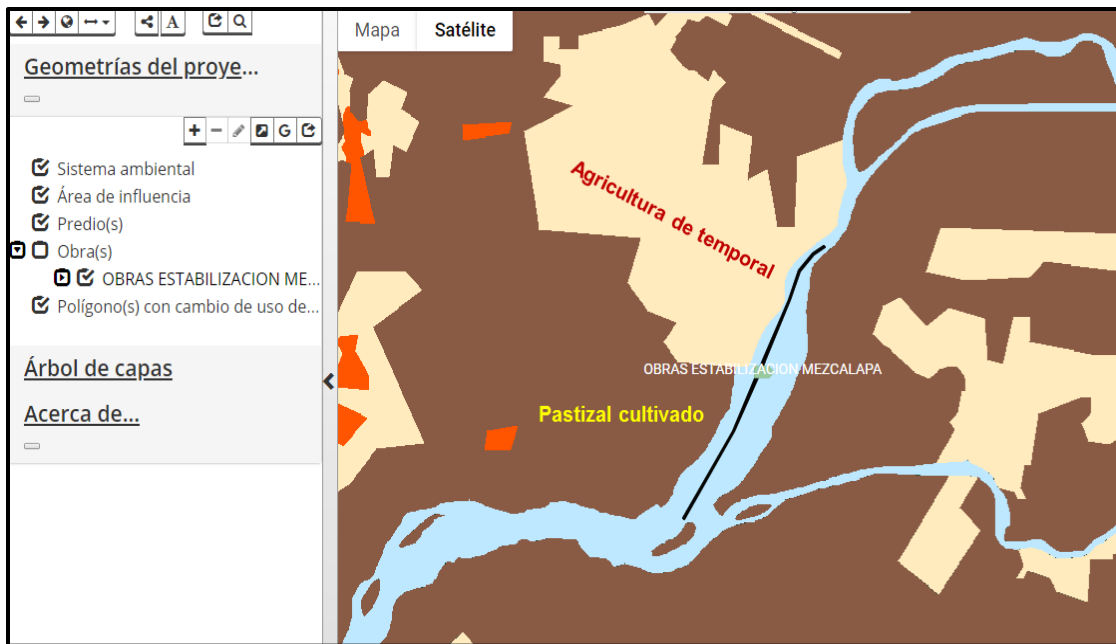 Geometrías del proye...
Sistema ambiental
Área de influencia
Predio(s)
Obra(s)
OBRAS ESTABILIZACION ME...
Polígono(s) con cambio de uso de...
Árbol de capas
Acerca de...
Mapa
Satélite
Agricultura de temporal
OBRAS ESTABILIZACION MEZCALAPA
Pastizal cultivado